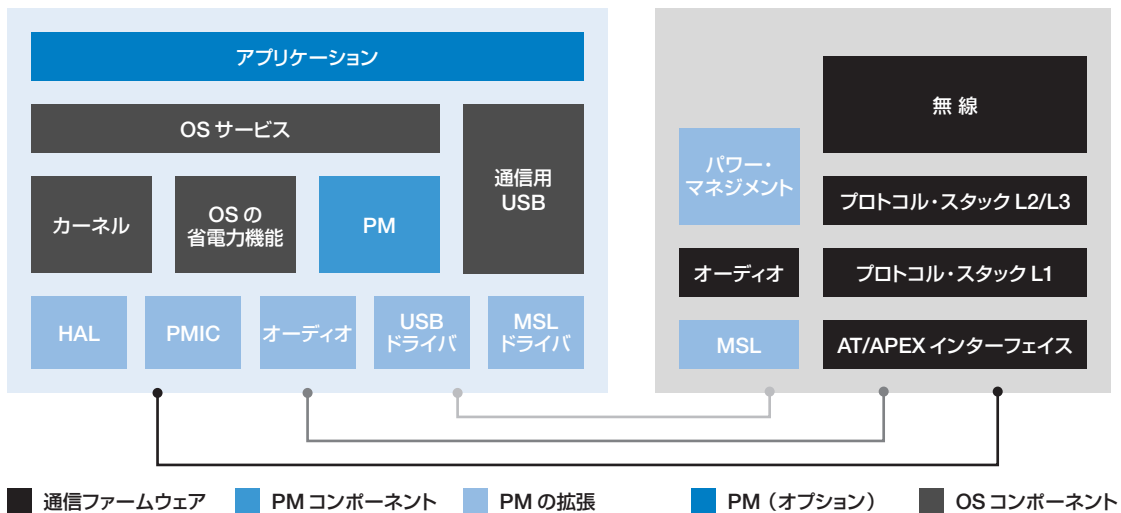 アプリケーション
OS サービス
通信用
USB
カーネル
OS の
省電力機能
PM
HAL
PMIC
オーディオ
USB
ドライバ
MSL
ドライバ
無 線
パワー・
マネジメント
プロトコル・スタック L2/L3
オーディオ
プロトコル・スタック L1
MSL
AT/APEX インターフェイス
通信ファームウェア
PM コンポーネント
PM の拡張
PM（オプション）
OS コンポーネント